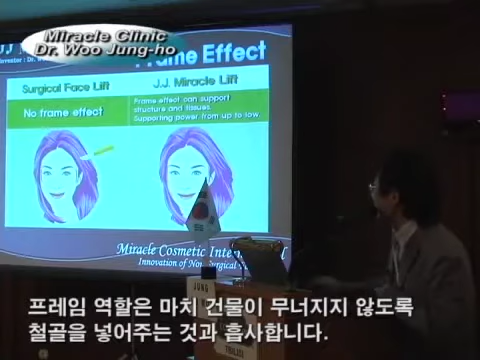 Miracle Clinic
Dr. Woo Jung-ho
Frame Effect
Surgical Face Lift
J.J. Miracle Lift
No frame effect
Frame effect can support
structure and tissues.
Supporting power from up to low.
Miracle Cosmetic
Innovation of Non
JUNG
프레임 역할은 마치 건물이 무너지지 않도록
철골을 넣어주는 것과 흡사합니다.